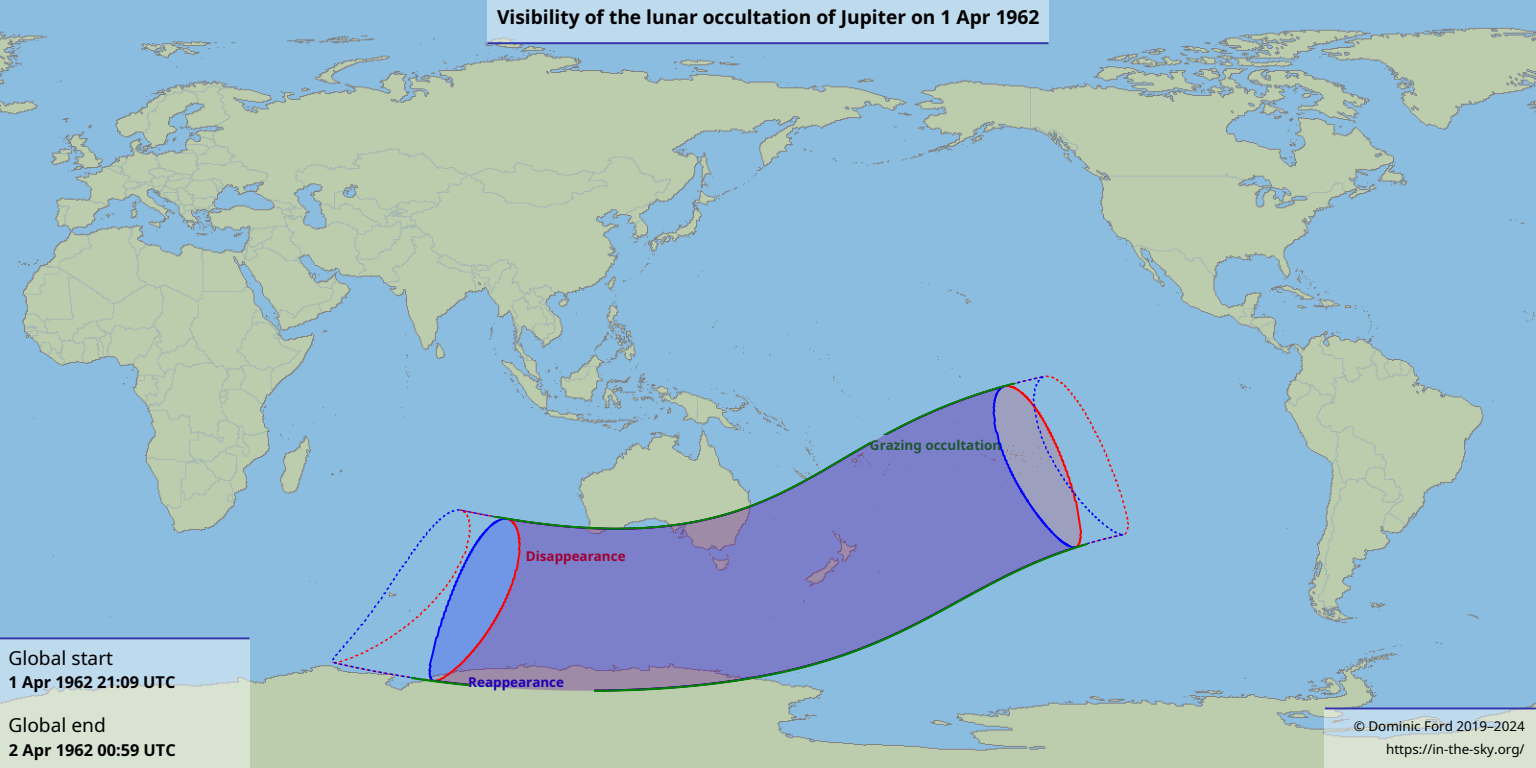 Visibility of the lunar occultation of Jupiter on 1 Apr 1962
Grazing occultation
Disappearance
Reappearance
Global start
1 Apr 1962 21:09 UTC
Global end
2 Apr 1962 00:59 UTC
© Dominic Ford 2019–2024
https://in-the-sky.org/